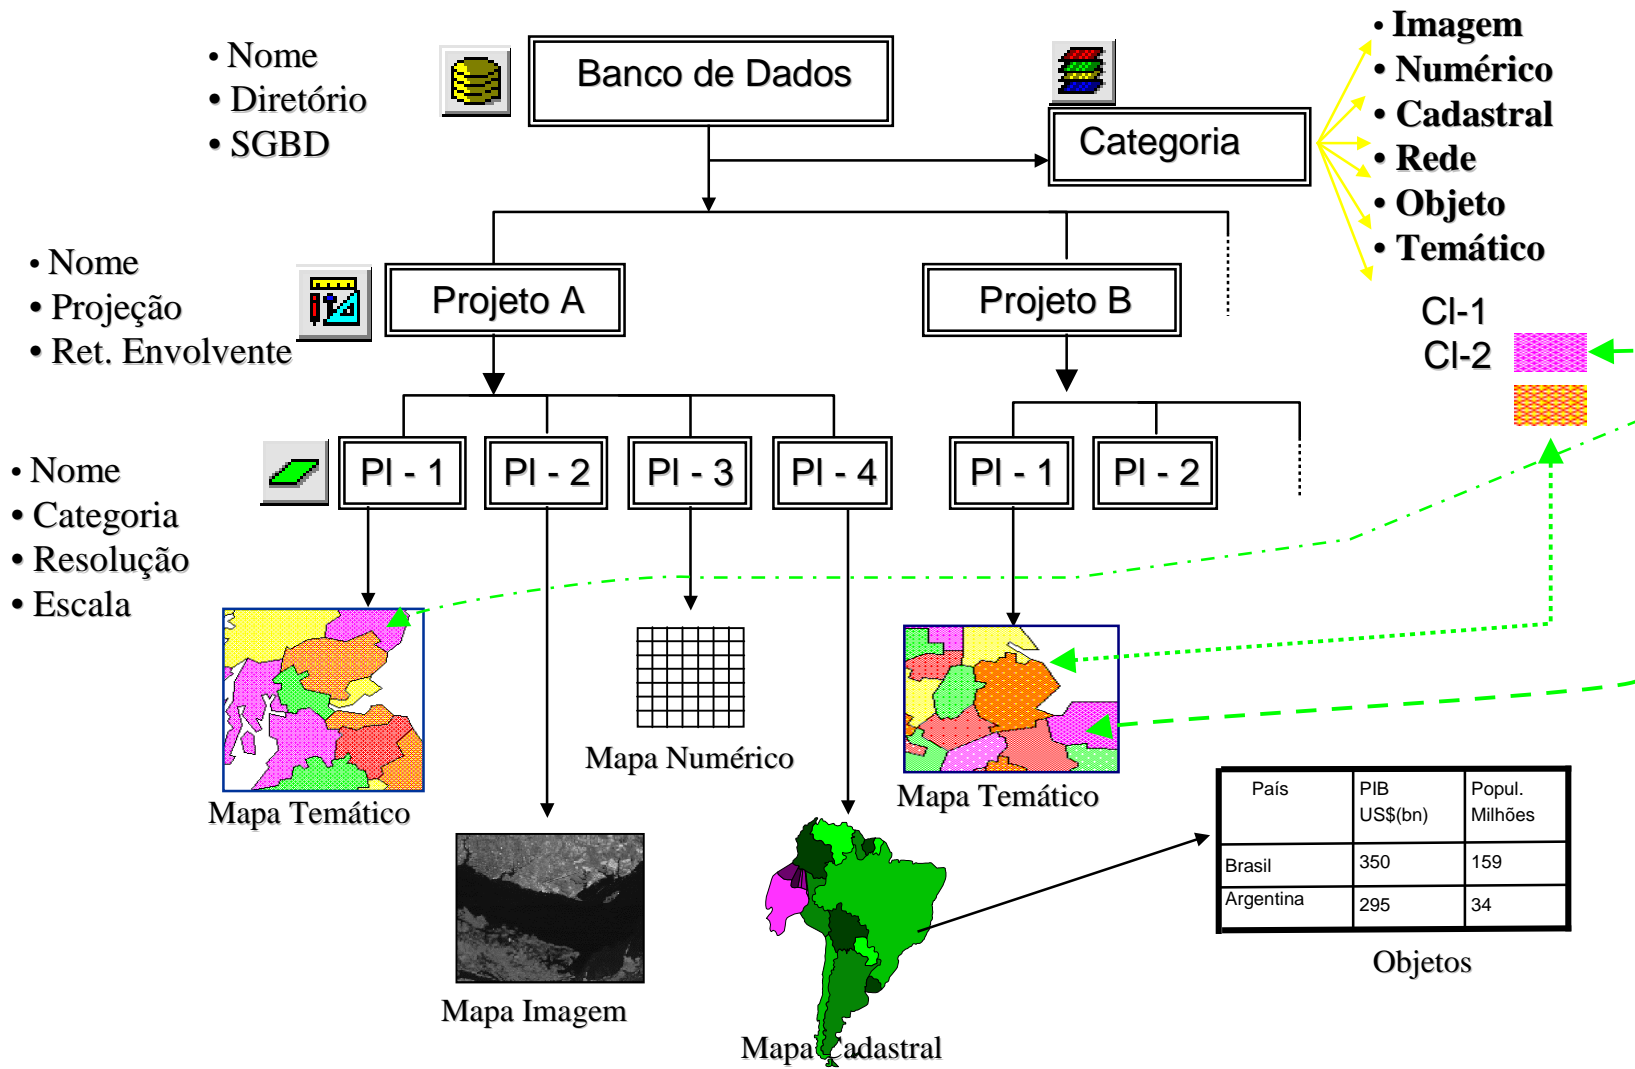 • Nome
• Diretório
• SGBD
Banco de Dados
Categoria
• Imagem
• Numérico
• Cadastral
• Rede
• Objeto
• Temático
Cl-1
Cl-2
• Nome
• Projeção
• Ret. Envolvente
Projeto A
Projeto B
• Nome
• Categoria
• Resolução
• Escala
Pl - 1
Pl - 2
Pl - 3
Pl - 4
Pl - 1
Pl - 2
Mapa Temático
Mapa Numérico
Mapa Temático
Mapa Imagem
Mapa Cadastral
País
PIB
US$(bn)
Popul.
Milhões
Brasil
350
159
Argentina
295
34
Objetos